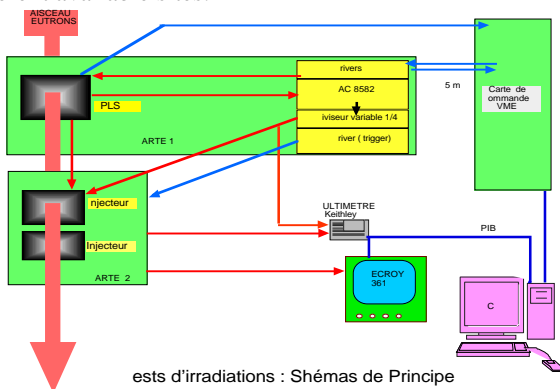 AISCEAU
EUTRONS
rivers
AC 8582
iviseur variable 1/4
river ( trigger)
PLS
ARTE 1
5 m
Carte de
ommande
VME
njecteur
Injecteur
ARTE 2
ULTIMETRE
Keithley
PIB
ECROY
361
C
ests d'irradiations : Shémas de Principe